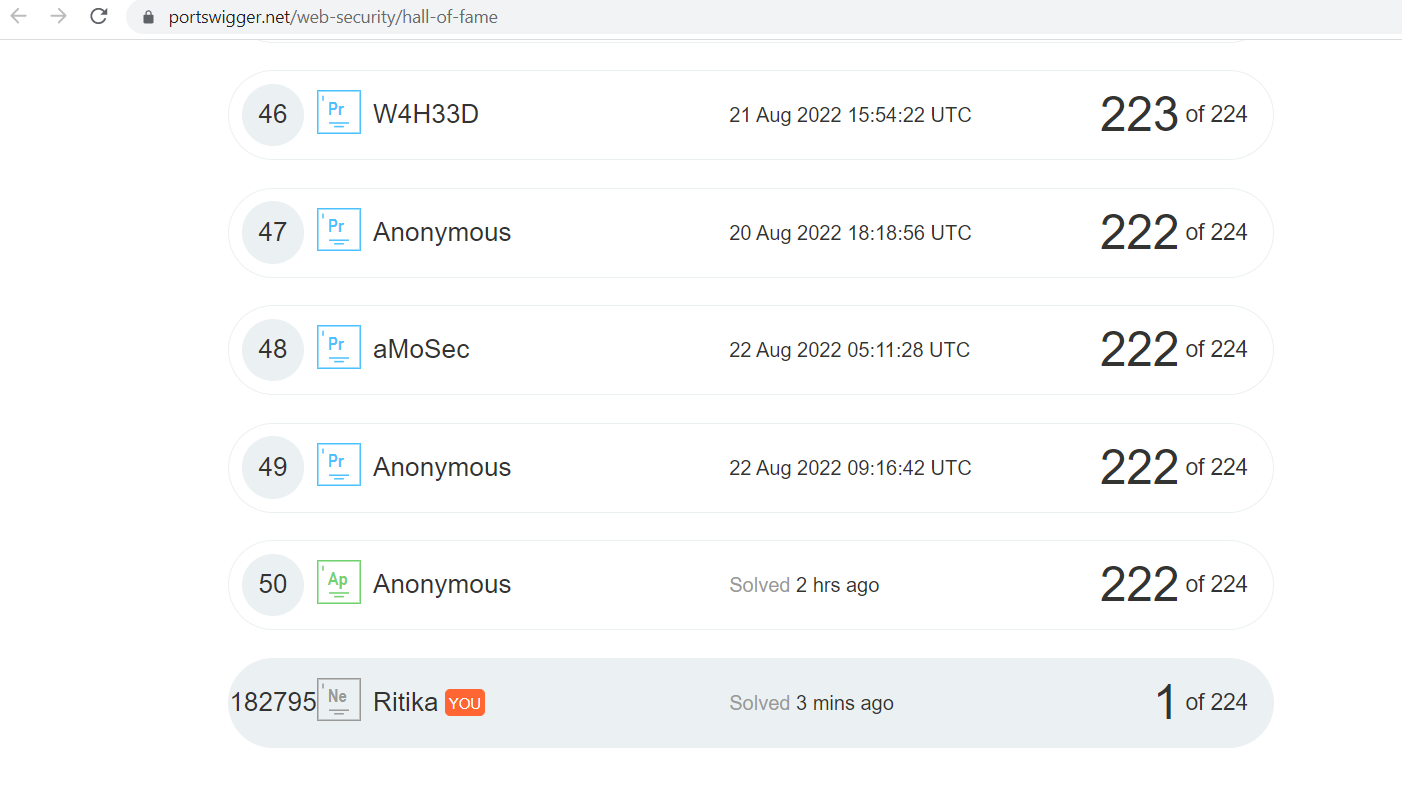 portswigger.net/web-security/hall-of-fame
46 Pr W4H33D 21 Aug 2022 15:54:22 UTC 223 of 224
47 Pr Anonymous 20 Aug 2022 18:18:56 UTC 222 of 224
48 Pr aMoSec 22 Aug 2022 05:11:28 UTC 222 of 224
49 Pr Anonymous 22 Aug 2022 09:16:42 UTC 222 of 224
50 Ap Anonymous Solved 2 hrs ago 222 of 224
182795 Ne Ritika YOU Solved 3 mins ago 1 of 224